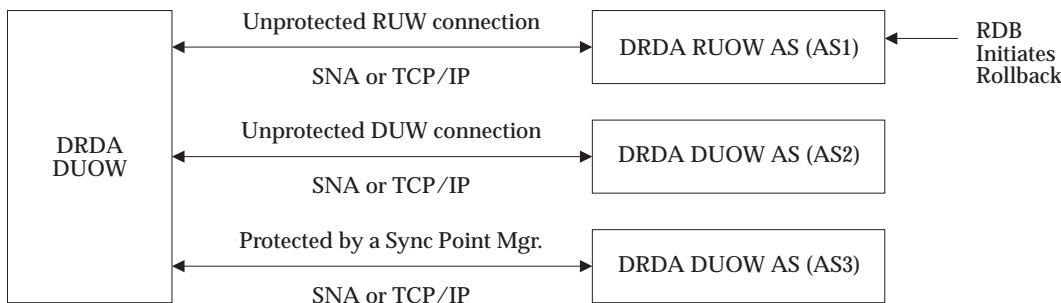 Unprotected RUW connection
SNA or TCP/IP
DRDA RUOW AS (AS1)
RDB
Initiates
Rollback
DRDA
DUOW
Unprotected DUW connection
SNA or TCP/IP
DRDA DUOW AS (AS2)
Protected by a Sync Point Mgr.
SNA or TCP/IP
DRDA DUOW AS (AS3)